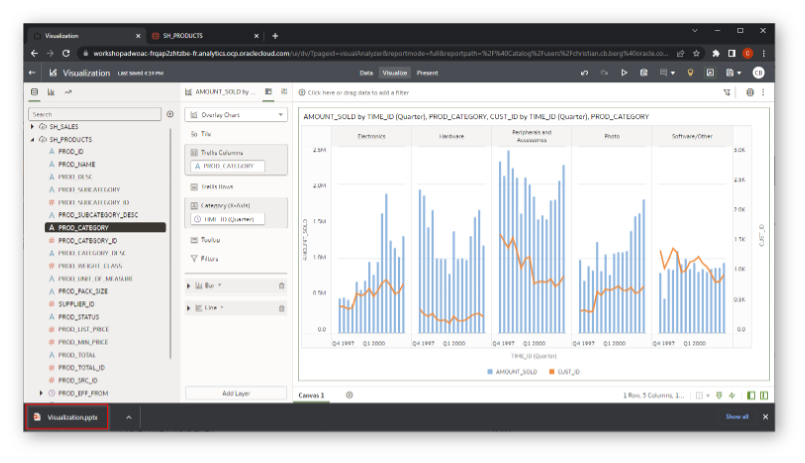 Visualization
SH_PRODUCTS
workshopadwoac-frqap2zhtzbe-fr.analytics.ocp.oraclecloud.com/ui/dv/?pageid=visualAnalyzer&reportmode=full&reportpath=%2F%40Catalog%2Fusers%2Fchristian.cb.berg%40oracle.co...
Visualization Last Saved 4:39 PM
Data Visualize Present
CB
AMOUNT_SOLD by ...
Click here or drag data to add a filter
Search
SH_SALES
SH_PRODUCTS
PROD_ID
PROD_NAME
PROD_DESC
PROD_SUBCATEGORY
PROD_SUBCATEGORY_ID
PROD_SUBCATEGORY_DESC
PROD_CATEGORY
PROD_CATEGORY_ID
PROD_CATEGORY_DESC
PROD_WEIGHT_CLASS
PROD_UNIT_OF_MEASURE
PROD_PACK_SIZE
SUPPLIER_ID
PROD_STATUS
PROD_LIST_PRICE
PROD_MIN_PRICE
PROD_TOTAL
PROD_TOTAL_ID
PROD_SRC_ID
PROD_EFF_FROM
Overlay Chart
Title
Trellis Columns
PROD_CATEGORY
Trellis Rows
Category (X-Axis)
TIME_ID (Quarter)
Tooltip
Filters
Bar
Line
Add Layer
AMOUNT_SOLD by TIME_ID (Quarter), PROD_CATEGORY, CUST_ID by TIME_ID (Quarter), PROD_CATEGORY
Electronics Hardware Peripherals and Accessories Photo Software/Other
AMOUNT_SOLD
2.5M
2.0M
1.5M
1.0M
0.5M
0.0
3.0K
2.5K
2.0K
1.5K
1.0K
0.5K
0.0
CUST_ID
Q4 1997 Q1 2000 Q4 1997 Q1 2000 Q4 1997 Q1 2000 Q4 1997 Q1 2000 Q4 1997 Q1 2000
TIME_ID (Quarter)
AMOUNT_SOLD CUST_ID
Canvas 1
1 Row, 5 Columns, 1...
Visualization.pptx
Show all